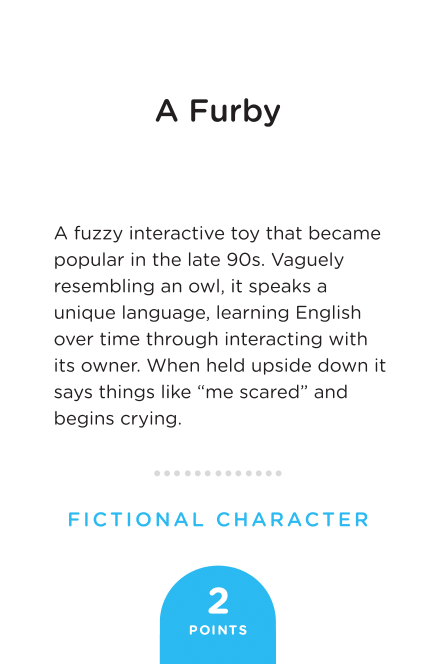 A Furby
A fuzzy interactive toy that became
popular in the late 90s. Vaguely
resembling an owl, it speaks a
unique language, learning English
over time through interacting with
its owner. When held upside down it
says things like “me scared” and
begins crying.
FICTIONAL CHARACTER
2
POINTS